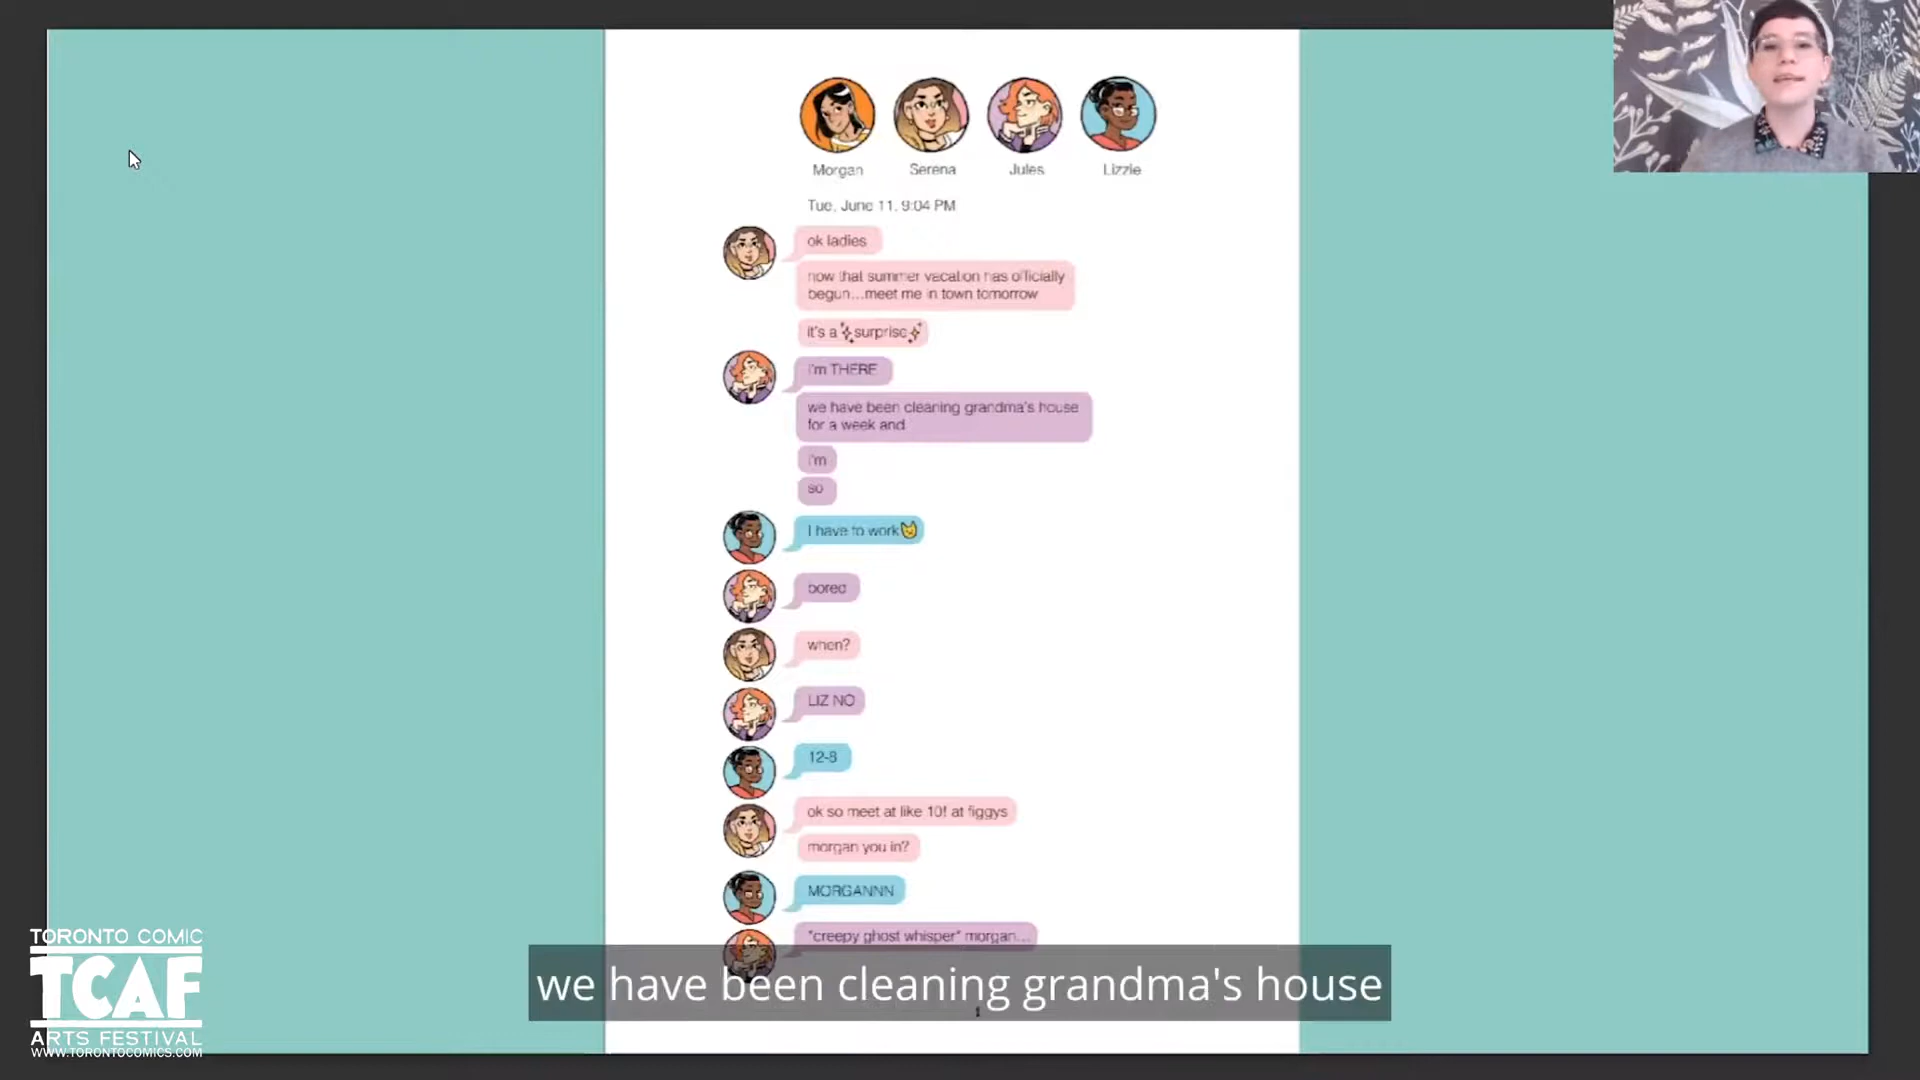 Morgan Serena Jules Lizzie
Tue, June 11, 9:04 PM
ok ladies
now that summer vacation has officially
begun...meet me in town tomorrow
it's a ✨surprise✨
i'm THERE
we have been cleaning grandma's house
for a week and
i'm
so
I have to work😿
bored
when?
LIZ NO
12-8
ok so meet at like 10! at figgys
morgan you in?
MORGANNN
*creepy ghost whisper* morgan...
we have been cleaning grandma's house
TORONTO COMIC
TCAF
ARTS FESTIVAL
WWW.TORONTOCOMICS.COM